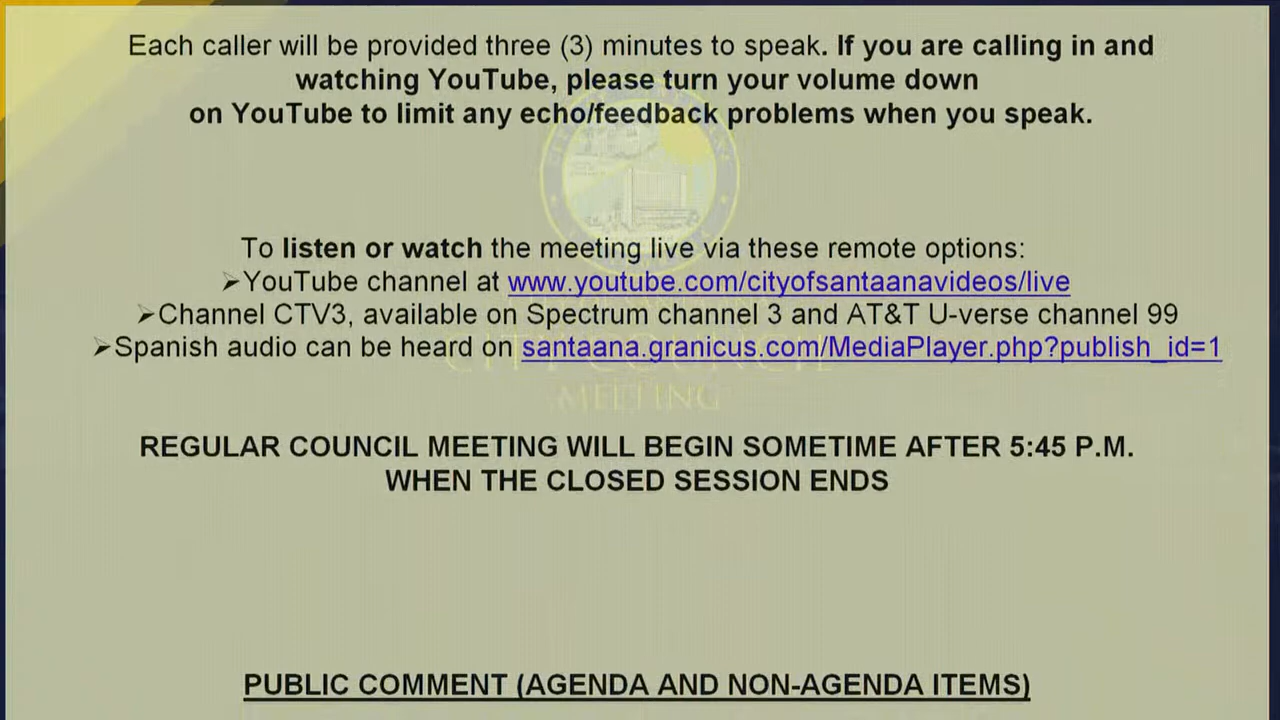 Each caller will be provided three (3) minutes to speak. If you are calling in and
watching YouTube, please turn your volume down
on YouTube to limit any echo/feedback problems when you speak.
To listen or watch the meeting live via these remote options:
➢YouTube channel at www.youtube.com/cityofsantaanavideos/live
➢Channel CTV3, available on Spectrum channel 3 and AT&T U-verse channel 99
➢Spanish audio can be heard on santaana.granicus.com/MediaPlayer.php?publish_id=1
CITY COUNCIL
MEETING
REGULAR COUNCIL MEETING WILL BEGIN SOMETIME AFTER 5:45 P.M.
WHEN THE CLOSED SESSION ENDS
PUBLIC COMMENT (AGENDA AND NON-AGENDA ITEMS)